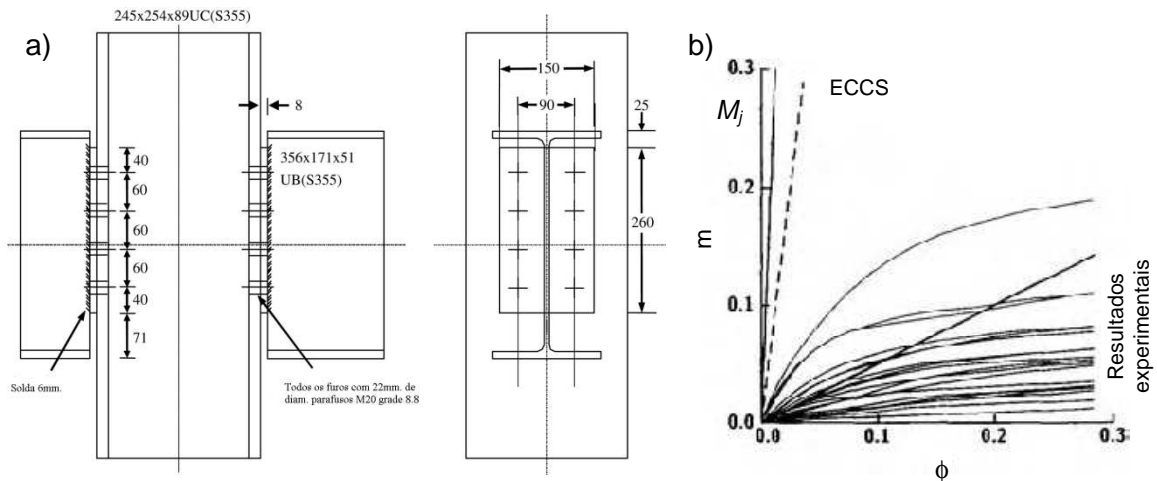 a)
245x254x89UC(S355)
8
40
60
60
60
40
71
356x171x51
UB(S355)
Solda 6mm.
Todos os furos com 22mm. de
diam. parafusos M20 grade 8.8
150
90
25
260
b)
0.3
Mj
0.2
m
0.1
0.0
ECCS
Resultados
experimentais
0.0
0.1
0.2
0.3
ϕ